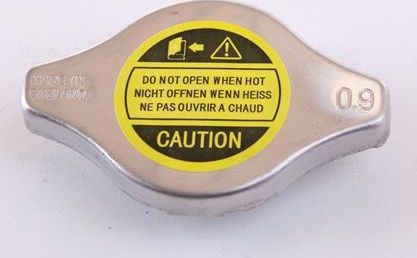 DO NOT OPEN WHEN HOT
NICHT OFFNEN WENN HEISS
NE PAS OUVRIR A CHAUD
CAUTION
0.9